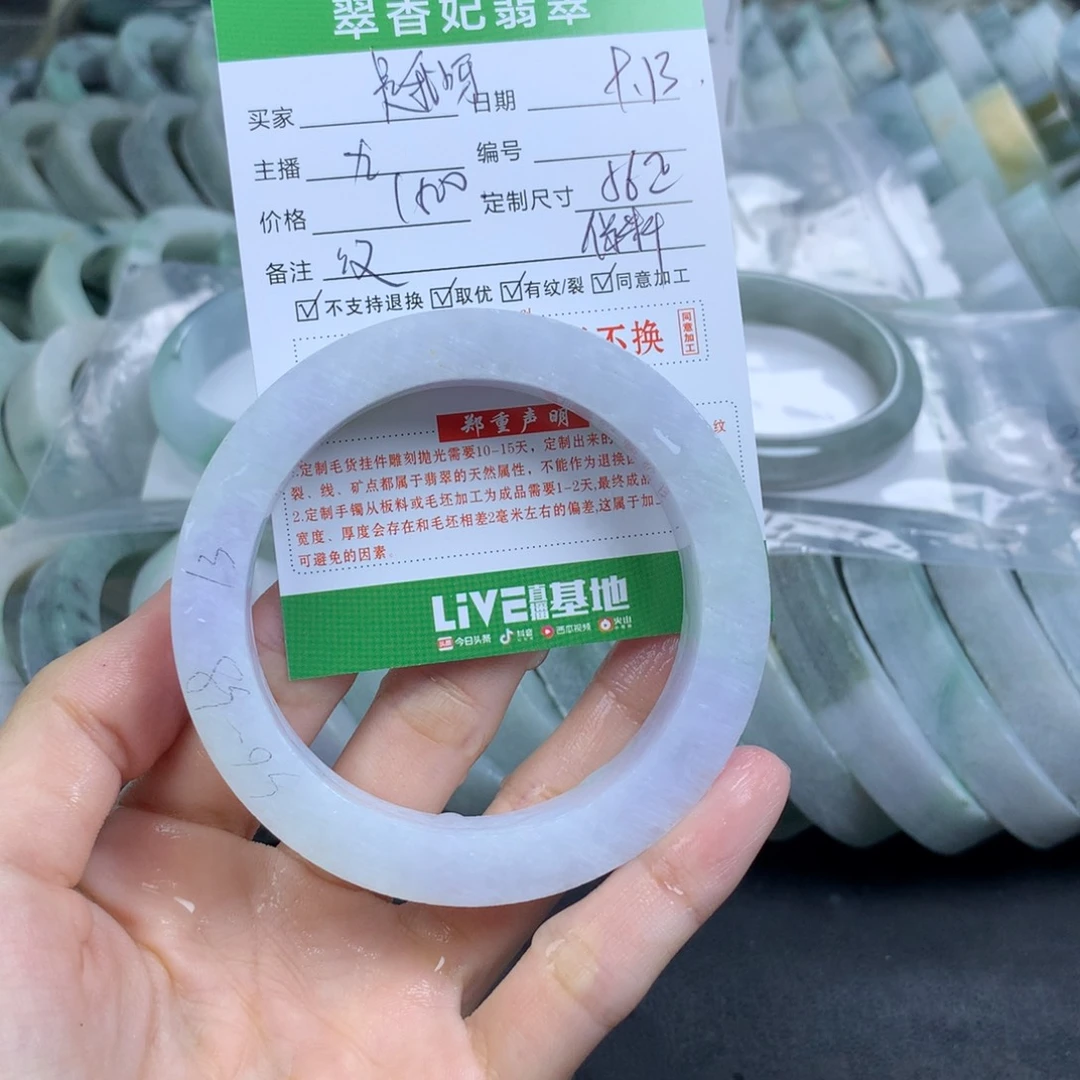 翠香妃翡翠
买家 是我呀 日期
主播 九 编号
价格 定制尺寸 562
备注 纹
不支持退换 取优 有纹/裂 同意加工
不换 同意加工
郑重声明
定制毛货挂件雕刻抛光需要10-15天，定制出来的 纹
裂、线、矿点都属于翡翠的天然属性，不能作为退换
2.定制手镯从板料或毛坯加工为成品需要1-2天,最终成
宽度、厚度会存在和毛坯相差2毫米左右的偏差,这属于加
可避免的因素。
LiVE直播基地
头条 今日头条 抖音 西瓜视频 火山
13